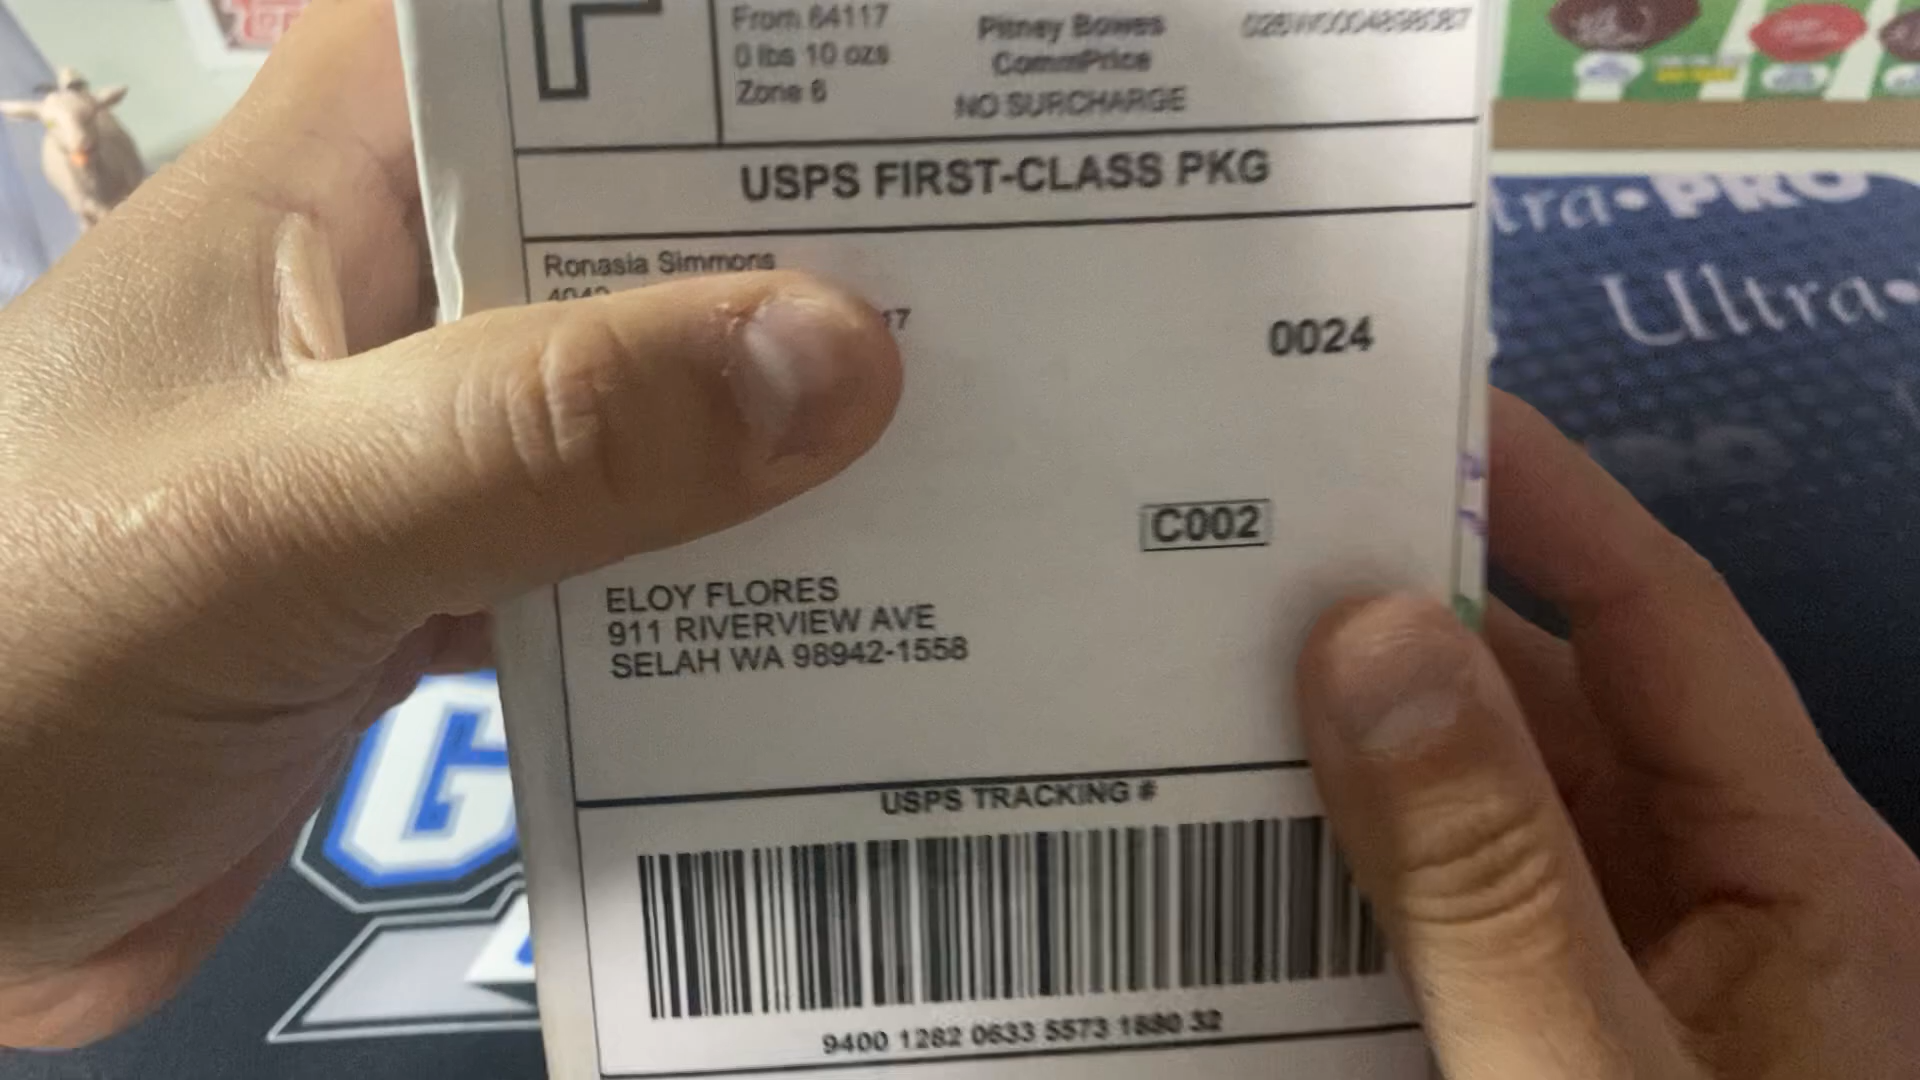 From 64117
0 lbs 10 ozs
Zone 6
Pitney Bowes
CommPrice
NO SURCHARGE
USPS FIRST-CLASS PKG
Ronasia Simmons
17
0024
C002
ELOY FLORES
911 RIVERVIEW AVE
SELAH WA 98942-1558
USPS TRACKING #
9400 1282 0633 5573 1880 32
tra•PRO
Ultra•
G